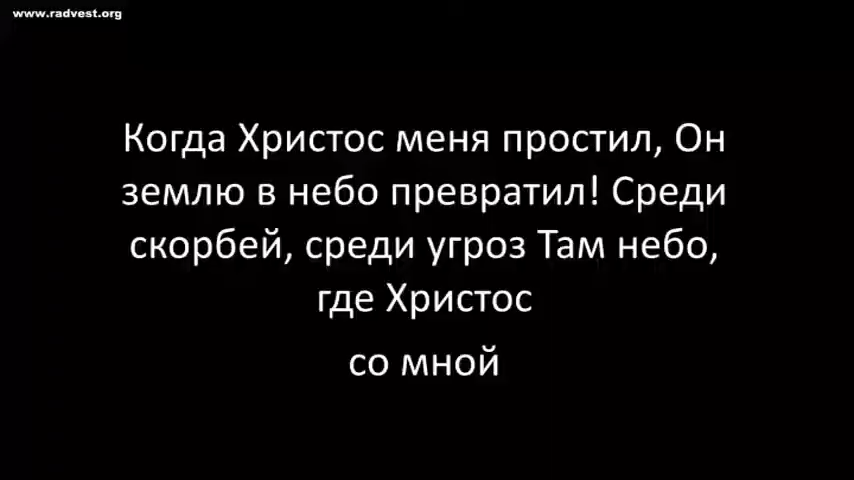 www.radvest.org
Когда Христос меня простил, Он
землю в небо превратил! Среди
скорбей, среди угроз Там небо,
где Христос
со мной